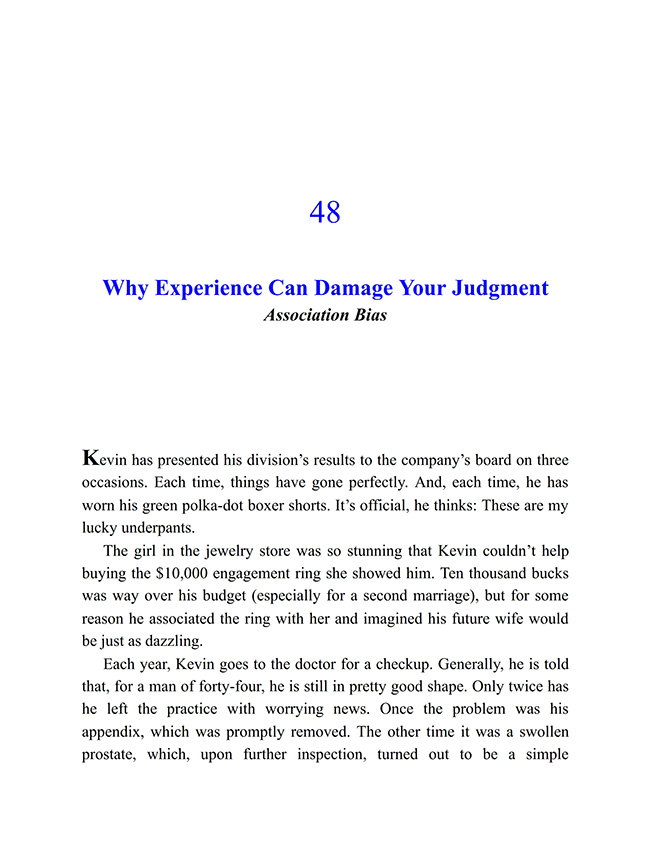 48
Why Experience Can Damage Your Judgment
Association Bias
Kevin has presented his division’s results to the company’s board on three
occasions. Each time, things have gone perfectly. And, each time, he has
worn his green polka-dot boxer shorts. It’s official, he thinks: These are my
lucky underpants.
The girl in the jewelry store was so stunning that Kevin couldn’t help
buying the $10,000 engagement ring she showed him. Ten thousand bucks
was way over his budget (especially for a second marriage), but for some
reason he associated the ring with her and imagined his future wife would
be just as dazzling.
Each year, Kevin goes to the doctor for a checkup. Generally, he is told
that, for a man of forty-four, he is still in pretty good shape. Only twice has
he left the practice with worrying news. Once the problem was his
appendix, which was promptly removed. The other time it was a swollen
prostate, which, upon further inspection, turned out to be a simple